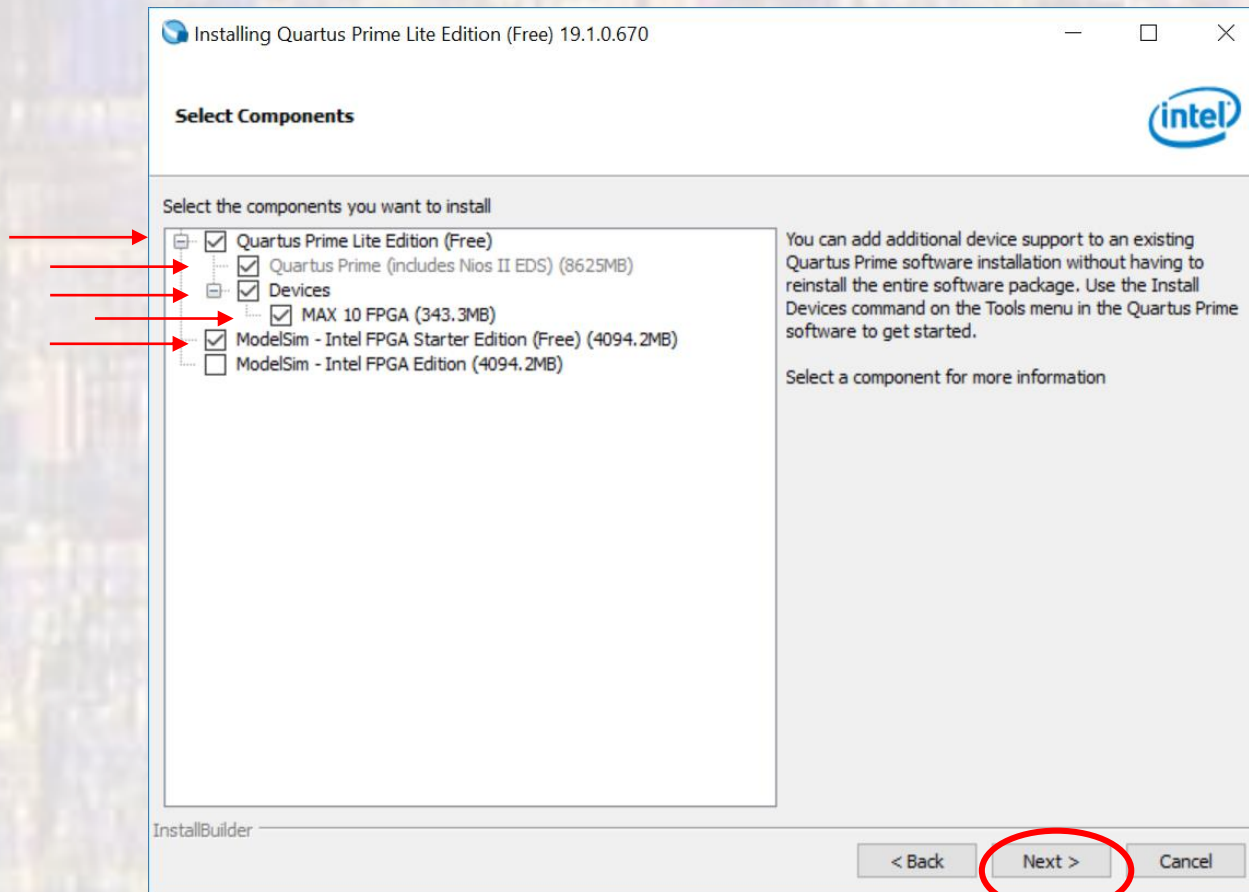 Installing Quartus Prime Lite Edition (Free) 19.1.0.670
Select Components
intel
Select the components you want to install
Quartus Prime Lite Edition (Free)
Quartus Prime (includes Nios II EDS) (8625MB)
Devices
MAX 10 FPGA (343.3MB)
ModelSim - Intel FPGA Starter Edition (Free) (4094.2MB)
ModelSim - Intel FPGA Edition (4094.2MB)
You can add additional device support to an existing
Quartus Prime software installation without having to
reinstall the entire software package. Use the Install
Devices command on the Tools menu in the Quartus Prime
software to get started.
Select a component for more information
InstallBuilder
< Back
Next >
Cancel